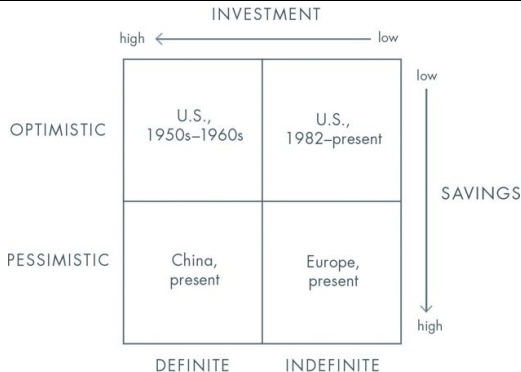 INVESTMENT
high low
low
OPTIMISTIC
U.S.,
1950s–1960s
U.S.,
1982–present
SAVINGS
PESSIMISTIC
China,
present
Europe,
present
high
DEFINITE INDEFINITE